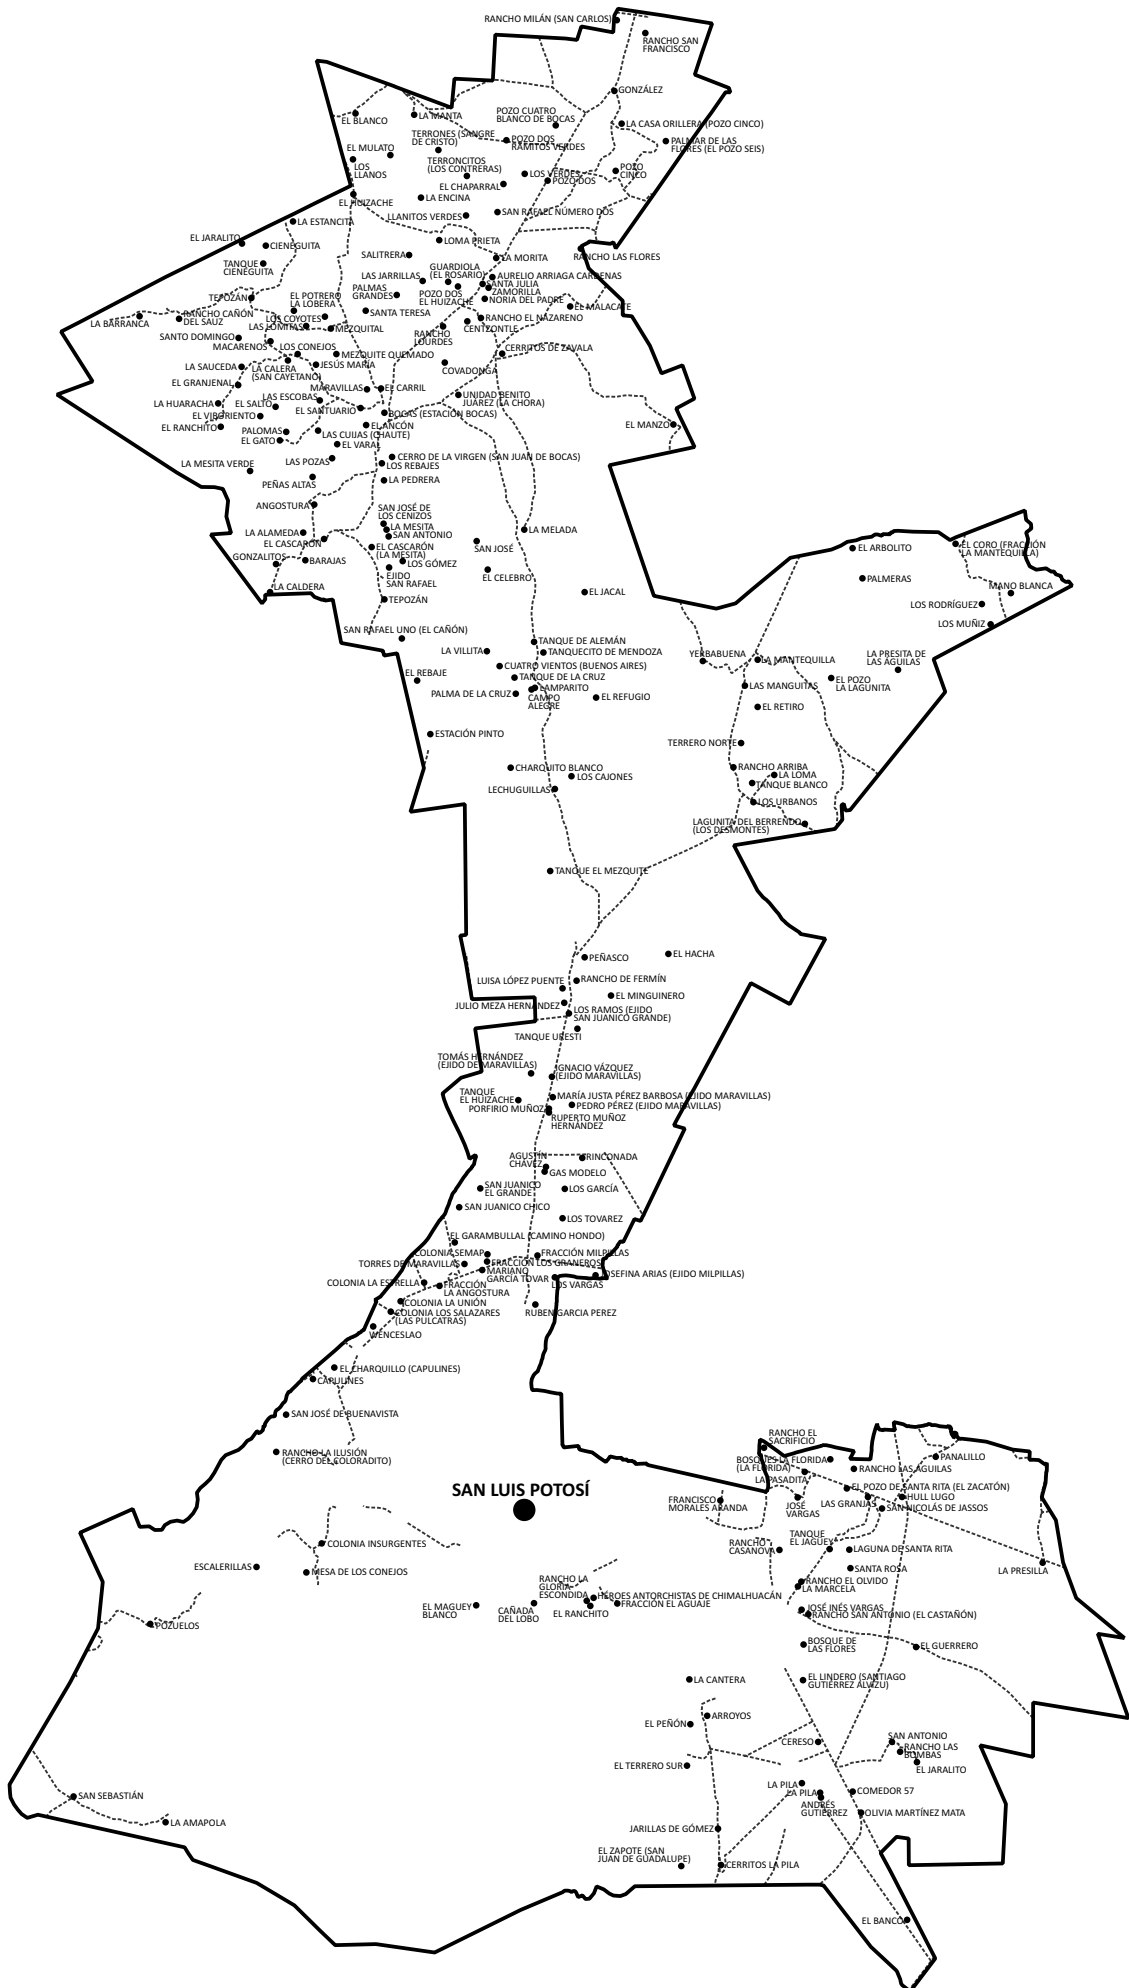 RANCHO MILÁN (SAN CARLOS)
RANCHO SAN
FRANCISCO
GONZÁLEZ
EL BLANCO
LA MANTA
POZO CUATRO
BLANCO DE BOCAS
LA CASA ORILLERA (POZO CINCO)
TERRONES (SANGRE
DE CRISTO)
POZO DOS
RAMITOS VERDES
PALMAR DE LAS
FLORES (EL POZO SEIS)
EL MULATO
LOS
LLANOS
TERRONCITOS
(LOS CONTRERAS)
LOS VERDES
POZO DOS
POZO
CINCO
EL CHAPARRAL
EL HUIZACHE
LA ENCINA
LLANITOS VERDES
SAN RAFAEL NÚMERO DOS
LA ESTANCITA
EL JARALITO
CIENEGUITA
LOMA PRIETA
SALITRERA
LA MORITA
RANCHO LAS FLORES
TANQUE
CIENEGUITA
LAS JARRILLAS
GUARDIOLA
(EL ROSARIO)
AURELIO ARRIAGA CÁRDENAS
SANTA JULIA
ZAMORILLA
TEPOZÁN
EL POTRERO
LA LOBERA
PALMAS
GRANDES
POZO DOS
EL HUIZACHE
NORIA DEL PADRE
EL MALACATE
LA BARRANCA
RANCHO CAÑÓN
DEL SAUZ
LOS COYOTES
LAS LOMITAS
MEZQUITAL
SANTA TERESA
RANCHO
LOURDES
CENTZONTLE
RANCHO EL NAZARENO
SANTO DOMINGO
MACARENOS
LOS CONEJOS
MEZQUITE QUEMADO
CERRITOS DE ZAVALA
LA SAUCEDA
LA CALERA
(SAN CAYETANO)
JESÚS MARÍA
COVADONGA
EL GRANJENAL
MARAVILLAS
EL CARRIL
UNIDAD BENITO
JUÁREZ (LA CHORA)
LA HUARACHA
EL SALTO
LAS ESCOBAS
EL SANTUARIO
BOCAS (ESTACIÓN BOCAS)
EL VIBORIENTO
EL RANCHITO
PALOMAS
EL GATO
LAS CUIJAS (CHAUTE)
EL ANCÓN
EL MANZO
EL VARAL
LA MESITA VERDE
LAS POZAS
CERRO DE LA VIRGEN (SAN JUAN DE BOCAS)
LOS REBAJES
PEÑAS ALTAS
LA PEDRERA
ANGOSTURA
SAN JOSÉ DE
LOS CENIZOS
LA MESITA
SAN ANTONIO
LA MELADA
LA ALAMEDA
EL CASCARÓN
EL CASCARÓN
(LA MESITA)
SAN JOSÉ
EL ARBOLITO
EL CORO (FRACCIÓN
LA MANTEQUILLA)
GONZALITOS
BARAJAS
LOS GÓMEZ
EJIDO
SAN RAFAEL
EL CELEBRO
PALMERAS
MANO BLANCA
LA CALDERA
TEPOZÁN
EL JACAL
LOS RODRÍGUEZ
LOS MUÑIZ
SAN RAFAEL UNO (EL CAÑÓN)
TANQUE DE ALEMÁN
LA VILLITA
TANQUECITO DE MENDOZA
YERBABUENA
LA MANTEQUILLA
LA PRESITA DE
LAS ÁGUILAS
CUATRO VIENTOS (BUENOS AIRES)
EL REBAJE
TANQUE DE LA CRUZ
LAMPARITO
PALMA DE LA CRUZ
CAMPO
ALEGRE
EL REFUGIO
LAS MANGUITAS
EL POZO
LA LAGUNITA
EL RETIRO
ESTACIÓN PINTO
TERRERO NORTE
CHARQUITO BLANCO
LOS CAJONES
RANCHO ARRIBA
LA LOMA
TANQUE BLANCO
LECHUGUILLAS
LOS URBANOS
LAGUNITA DEL BERRENDO
(LOS DESMONTES)
TANQUE EL MEZQUITE
PEÑASCO
EL HACHA
LUISA LÓPEZ PUENTE
RANCHO DE FERMÍN
EL MINGUINERO
JULIO MEZA HERNÁNDEZ
LOS RAMOS (EJIDO
SAN JUANICO GRANDE)
TANQUE URESTI
TOMÁS HERNÁNDEZ
(EJIDO DE MARAVILLAS)
IGNACIO VÁZQUEZ
(EJIDO MARAVILLAS)
TANQUE
EL HUIZACHE
MARÍA JUSTA PÉREZ BARBOSA (EJIDO MARAVILLAS)
PORFIRIO MUÑOZ
PEDRO PÉREZ (EJIDO MARAVILLAS)
RUPERTO MUÑOZ
HERNÁNDEZ
AGUSTÍN
CHÁVEZ
RINCONADA
GAS MODELO
SAN JUANICO
EL GRANDE
LOS GARCÍA
SAN JUANICO CHICO
LOS TOVAREZ
EL GARAMBULLAL (CAMINO HONDO)
COLONIA SEMAP
FRACCIÓN MILPILLAS
TORRES DE MARAVILLAS
FRACCIÓN LOS GRANEROS
MARIANO
GARCÍA TOVAR
LOS VARGAS
JOSEFINA ARIAS (EJIDO MILPILLAS)
COLONIA LA ESTRELLA
FRACCIÓN
LA ANGOSTURA
COLONIA LA UNIÓN
COLONIA LOS SALAZARES
(LAS PULCATRAS)
RUBEN GARCIA PEREZ
WENCESLAO
EL CHARQUILLO (CAPULINES)
CAPULINES
SAN JOSÉ DE BUENAVISTA
RANCHO LA ILUSIÓN
(CERRO DEL COLORADITO)
RANCHO EL
SACRIFICIO
BOSQUES LA FLORIDA
(LA FLORIDA)
PANALILLO
RANCHO LAS ÁGUILAS
LA PASADITA
SAN LUIS POTOSÍ
EL POZO DE SANTA RITA (EL ZACATÓN)
FRANCISCO
MORALES ARANDA
JOSÉ
VARGAS
LAS GRANJAS
HULL LUGO
SAN NICOLÁS DE JASSOS
COLONIA INSURGENTES
RANCHO
CASANOVA
TANQUE
EL JAGÜEY
LAGUNA DE SANTA RITA
ESCALERILLAS
MESA DE LOS CONEJOS
SANTA ROSA
LA PRESILLA
RANCHO LA
GLORIA
ESCONDIDA
RANCHO EL OLVIDO
LA MARCELA
HÉROES ANTORCHISTAS DE CHIMALHUACÁN
EL MAGUEY
BLANCO
CAÑADA
DEL LOBO
EL RANCHITO
FRACCIÓN EL AGUAJE
JOSÉ INÉS VARGAS
RANCHO SAN ANTONIO (EL CASTAÑÓN)
POZUELOS
BOSQUE DE
LAS FLORES
EL GUERRERO
LA CANTERA
EL LINDERO (SANTIAGO
GUTIÉRREZ ALVIZU)
ARROYOS
EL PEÑÓN
CERESO
SAN ANTONIO
RANCHO LAS
BOMBAS
EL JARALITO
EL TERRERO SUR
LA PILA
LA PILA
COMEDOR 57
SAN SEBASTIÁN
ANDRÉS
GUTIÉRREZ
OLIVIA MARTÍNEZ MATA
LA AMAPOLA
JARILLAS DE GÓMEZ
EL ZAPOTE (SAN
JUAN DE GUADALUPE)
CERRITOS LA PILA
EL BANCO